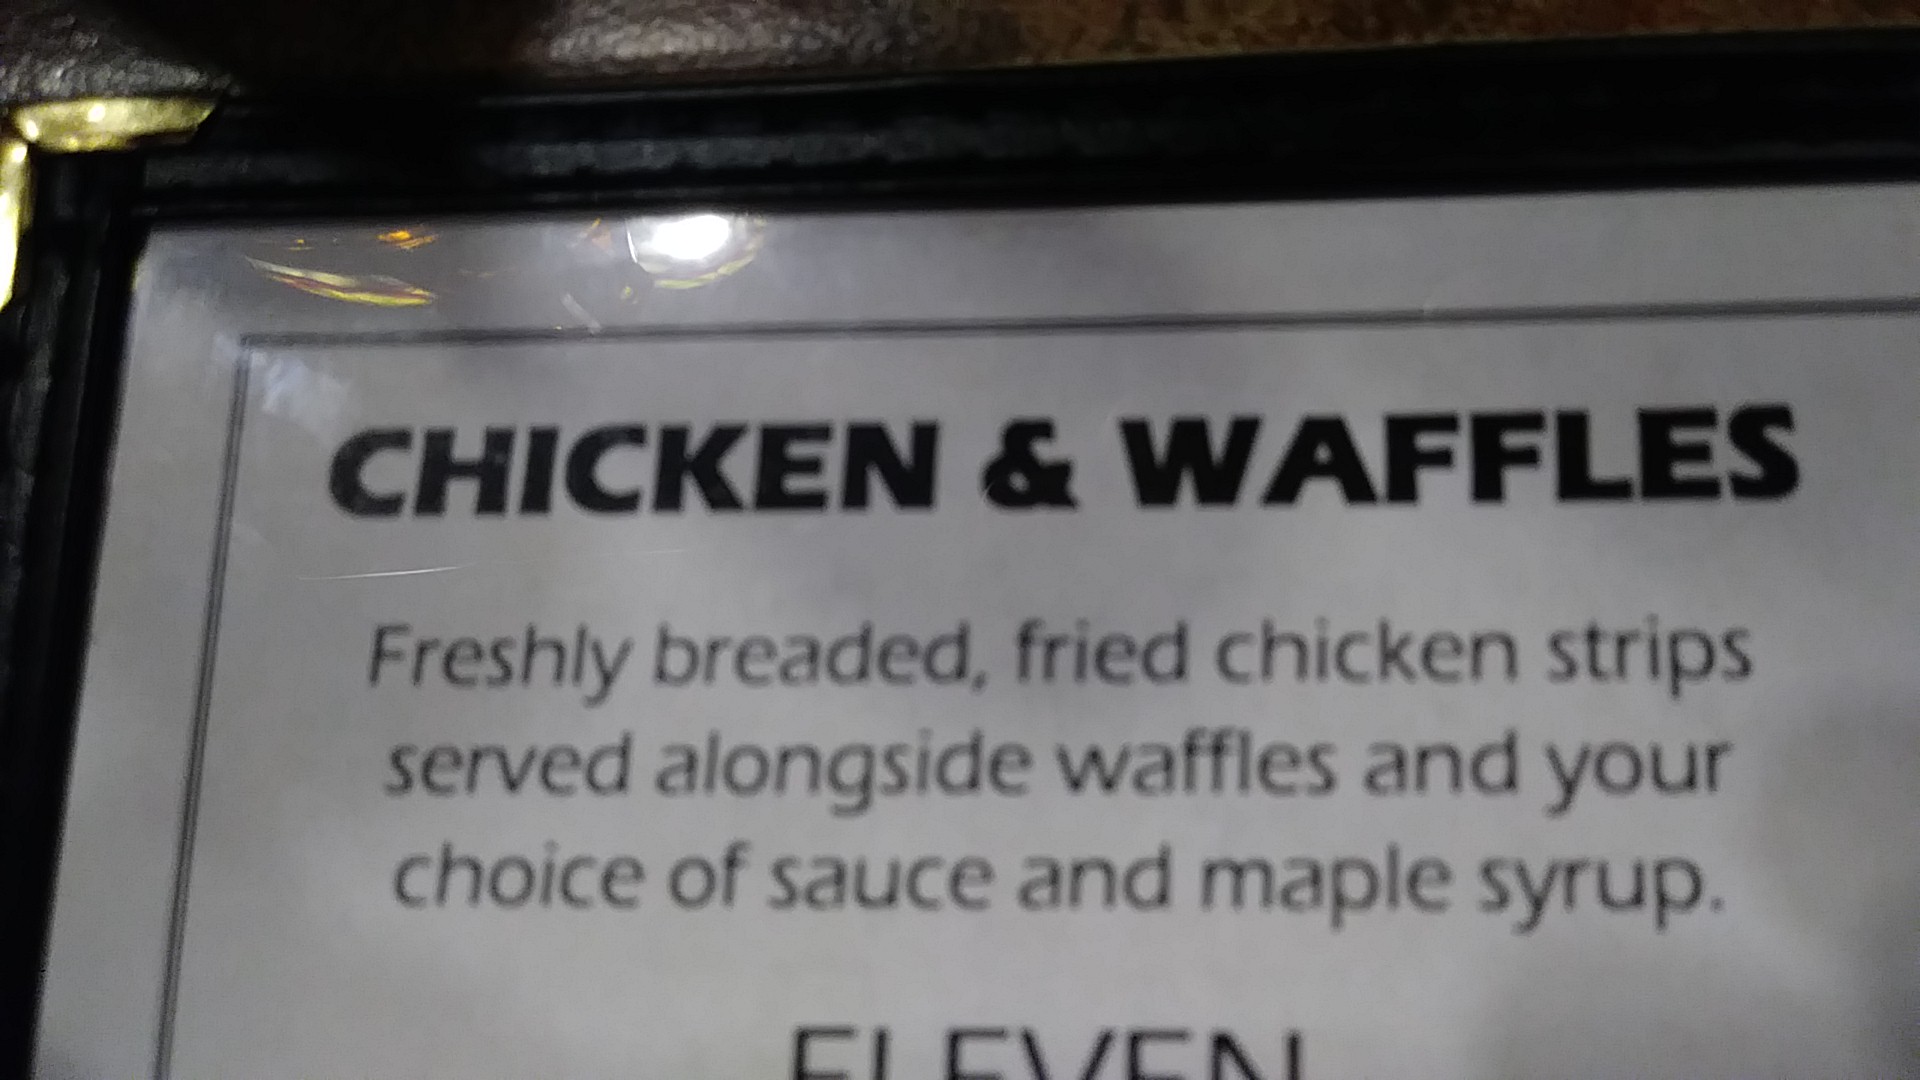 CHICKEN & WAFFLES
Freshly breaded, fried chicken strips
served alongside waffles and your
choice of sauce and maple syrup.
ELEVEN